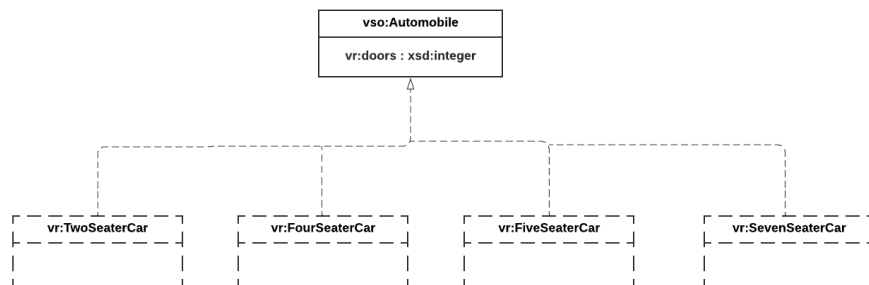 vso:Automobile
vr:doors : xsd:integer
vr:TwoSeaterCar
vr:FourSeaterCar
vr:FiveSeaterCar
vr:SevenSeaterCar